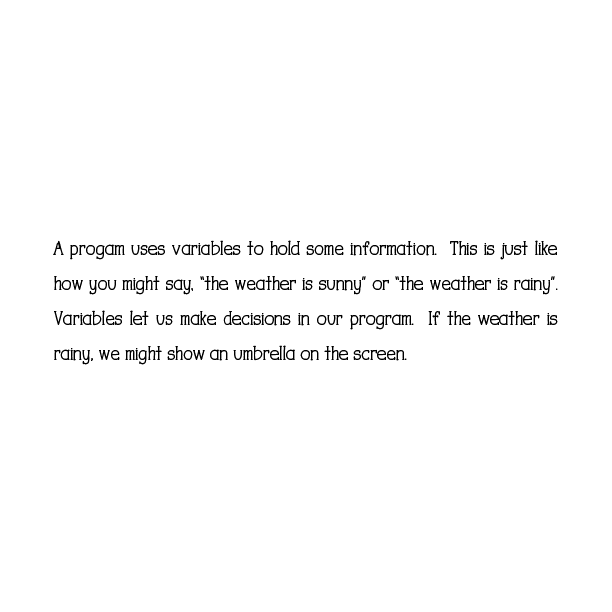 A progam uses variables to hold some information.  This is just like
how you might say, “the weather is sunny” or “the weather is rainy”.
Variables let us make decisions in our program.  If the weather is
rainy, we might show an umbrella on the screen.